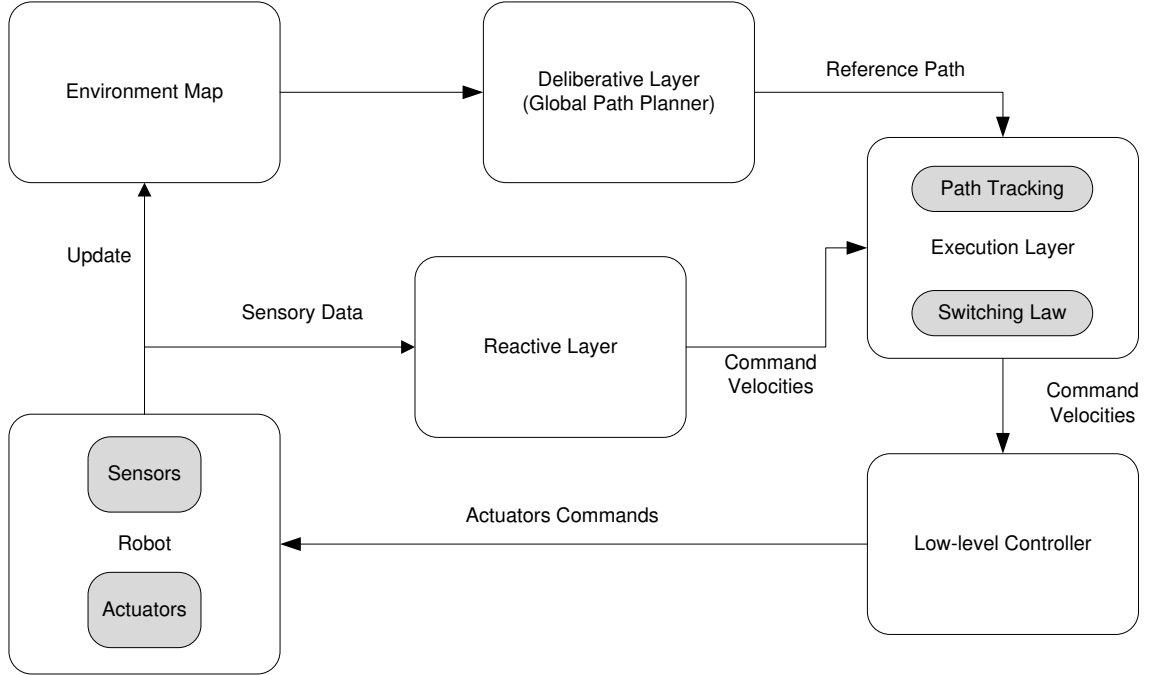 Environment Map
Deliberative Layer
(Global Path Planner)
Reference Path
Path Tracking
Execution Layer
Switching Law
Update
Sensory Data
Reactive Layer
Command
Velocities
Command
Velocities
Sensors
Robot
Actuators
Actuators Commands
Low-level Controller